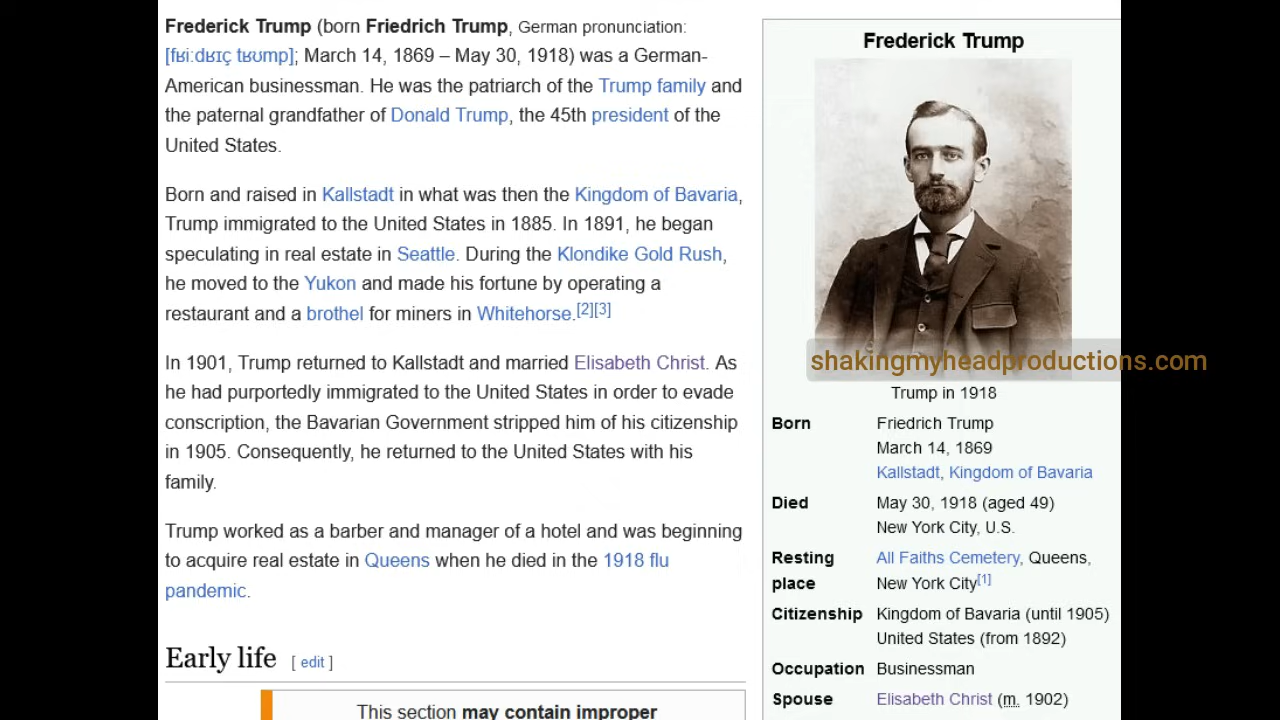 Frederick Trump (born Friedrich Trump, German pronunciation:
[fʁiːdʁɪç tʁʊmp]; March 14, 1869 – May 30, 1918) was a German-
American businessman. He was the patriarch of the Trump family and
the paternal grandfather of Donald Trump, the 45th president of the
United States.
Born and raised in Kallstadt in what was then the Kingdom of Bavaria,
Trump immigrated to the United States in 1885. In 1891, he began
speculating in real estate in Seattle. During the Klondike Gold Rush,
he moved to the Yukon and made his fortune by operating a
restaurant and a brothel for miners in Whitehorse.[2][3]
In 1901, Trump returned to Kallstadt and married Elisabeth Christ. As
he had purportedly immigrated to the United States in order to evade
conscription, the Bavarian Government stripped him of his citizenship
in 1905. Consequently, he returned to the United States with his
family.
Trump worked as a barber and manager of a hotel and was beginning
to acquire real estate in Queens when he died in the 1918 flu
pandemic.
Early life [ edit ]
This section may contain improper
Frederick Trump
shakingmyheadproductions.com
Trump in 1918
Born Friedrich Trump
March 14, 1869
Kallstadt, Kingdom of Bavaria
Died May 30, 1918 (aged 49)
New York City, U.S.
Resting place All Faiths Cemetery, Queens,
New York City[1]
Citizenship Kingdom of Bavaria (until 1905)
United States (from 1892)
Occupation Businessman
Spouse Elisabeth Christ (m. 1902)